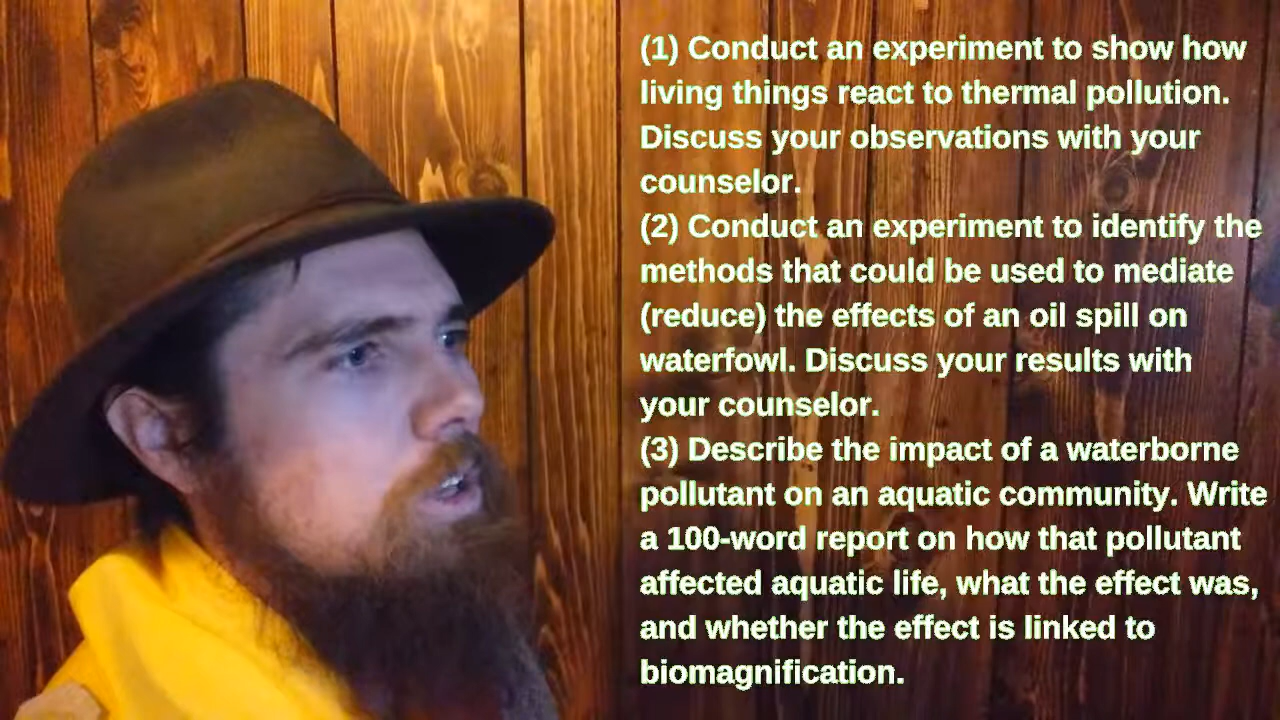 (1) Conduct an experiment to show how
living things react to thermal pollution.
Discuss your observations with your
counselor.
(2) Conduct an experiment to identify the
methods that could be used to mediate
(reduce) the effects of an oil spill on
waterfowl. Discuss your results with
your counselor.
(3) Describe the impact of a waterborne
pollutant on an aquatic community. Write
a 100-word report on how that pollutant
affected aquatic life, what the effect was,
and whether the effect is linked to
biomagnification.